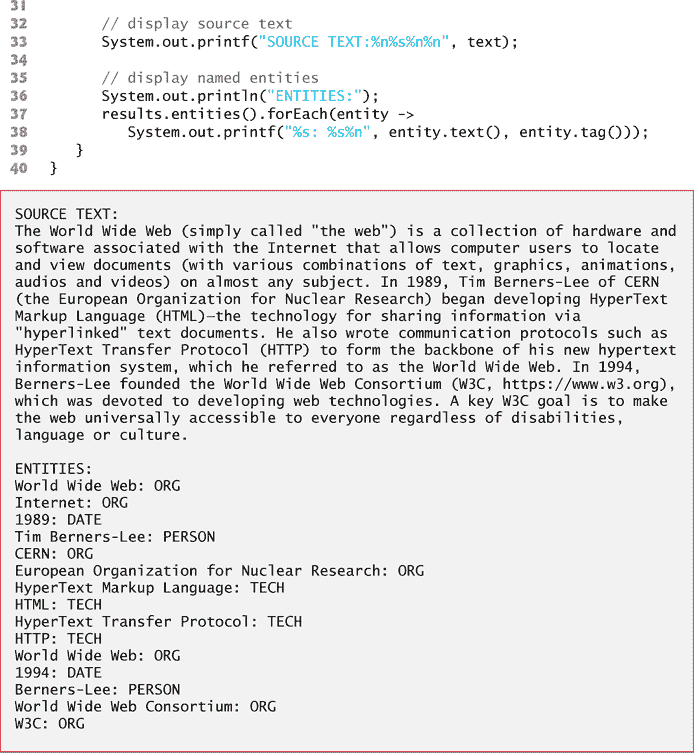 31
32 // display source text
33 System.out.printf("SOURCE TEXT:%n%s%n%n", text);
34
35 // display named entities
36 System.out.println("ENTITIES:");
37 results.entities().forEach(entity ->
38 System.out.printf("%s: %s%n", entity.text(), entity.tag()));
39 }
40 }
SOURCE TEXT:
The World Wide Web (simply called "the web") is a collection of hardware and
software associated with the Internet that allows computer users to locate
and view documents (with various combinations of text, graphics, animations,
audios and videos) on almost any subject. In 1989, Tim Berners-Lee of CERN
(the European Organization for Nuclear Research) began developing HyperText
Markup Language (HTML)—the technology for sharing information via
"hyperlinked" text documents. He also wrote communication protocols such as
HyperText Transfer Protocol (HTTP) to form the backbone of his new hypertext
information system, which he referred to as the World Wide Web. In 1994,
Berners-Lee founded the World Wide Web Consortium (W3C, https://www.w3.org),
which was devoted to developing web technologies. A key W3C goal is to make
the web universally accessible to everyone regardless of disabilities,
language or culture.
ENTITIES:
World Wide Web: ORG
Internet: ORG
1989: DATE
Tim Berners-Lee: PERSON
CERN: ORG
European Organization for Nuclear Research: ORG
HyperText Markup Language: TECH
HTML: TECH
HyperText Transfer Protocol: TECH
HTTP: TECH
World Wide Web: ORG
1994: DATE
Berners-Lee: PERSON
World Wide Web Consortium: ORG
W3C: ORG